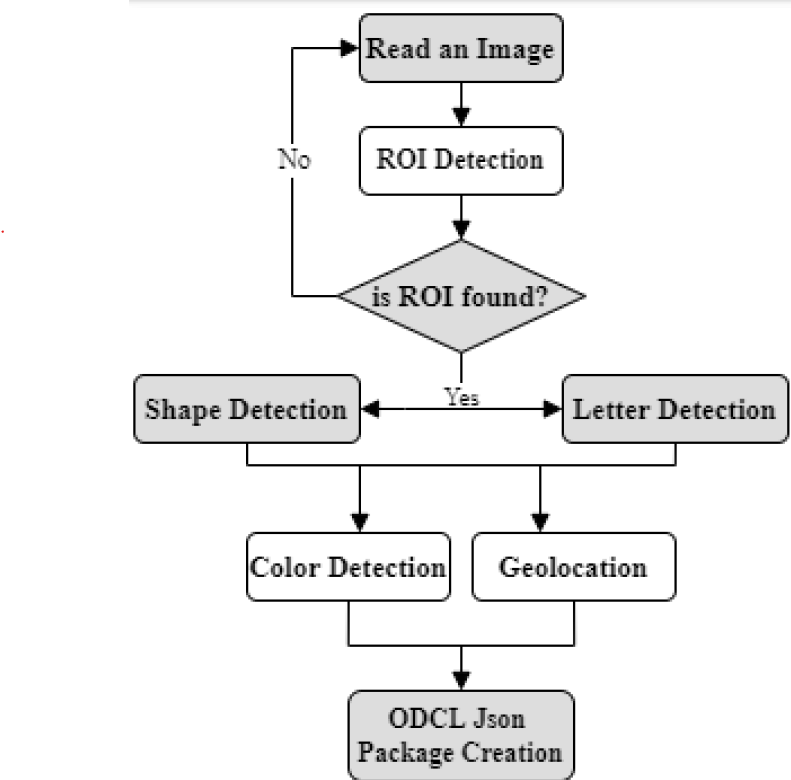 Read an Image
No
ROI Detection
is ROI found?
Yes
Shape Detection
Letter Detection
Color Detection
Geolocation
ODCL Json
Package Creation